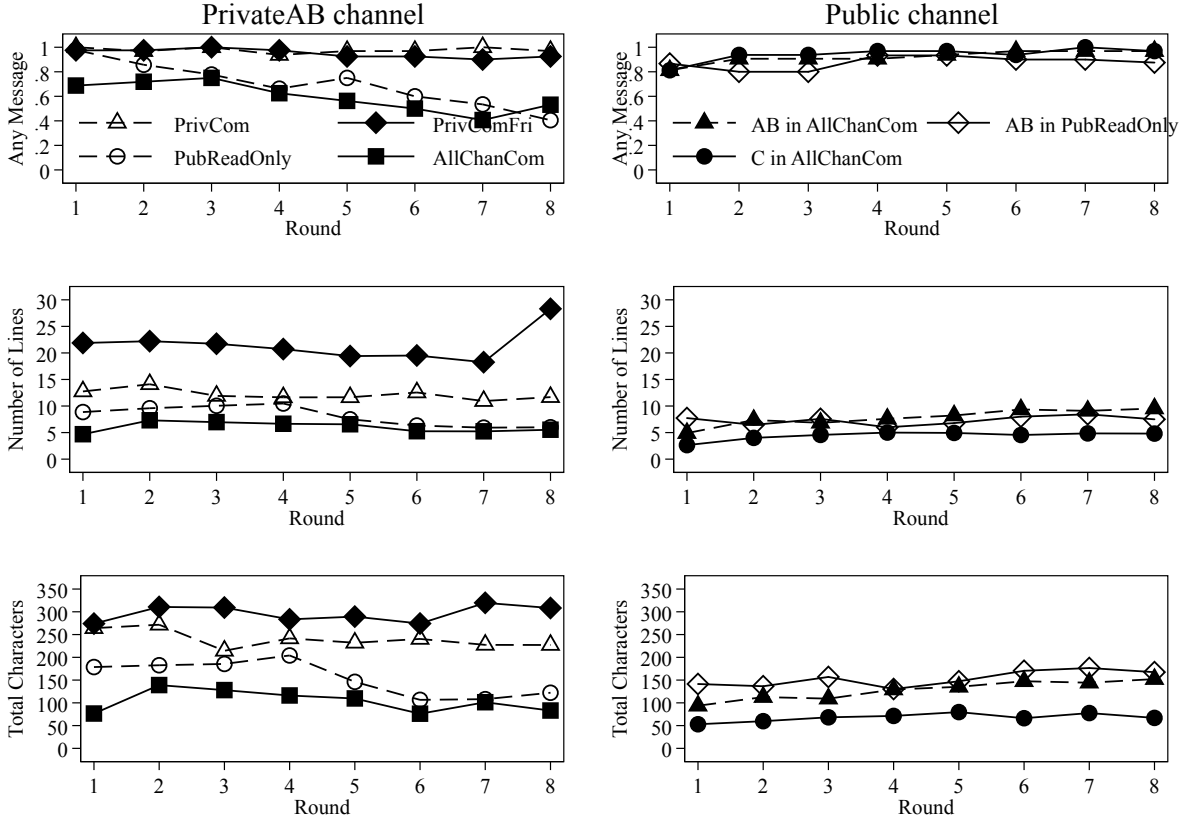 PrivateAB channel
Any Message
1
.8
.6
.4
.2
0
PrivCom
PrivComFri
PubReadOnly
AllChanCom
1 2 3 4 5 6 7 8
Round
Public channel
Any Message
1
.8
.6
.4
.2
0
AB in AllChanCom
AB in PubReadOnly
C in AllChanCom
1 2 3 4 5 6 7 8
Round
Number of Lines
30
25
20
15
10
5
0
1 2 3 4 5 6 7 8
Round
Number of Lines
30
25
20
15
10
5
0
1 2 3 4 5 6 7 8
Round
Total Characters
350
300
250
200
150
100
50
0
1 2 3 4 5 6 7 8
Round
Total Characters
350
300
250
200
150
100
50
0
1 2 3 4 5 6 7 8
Round